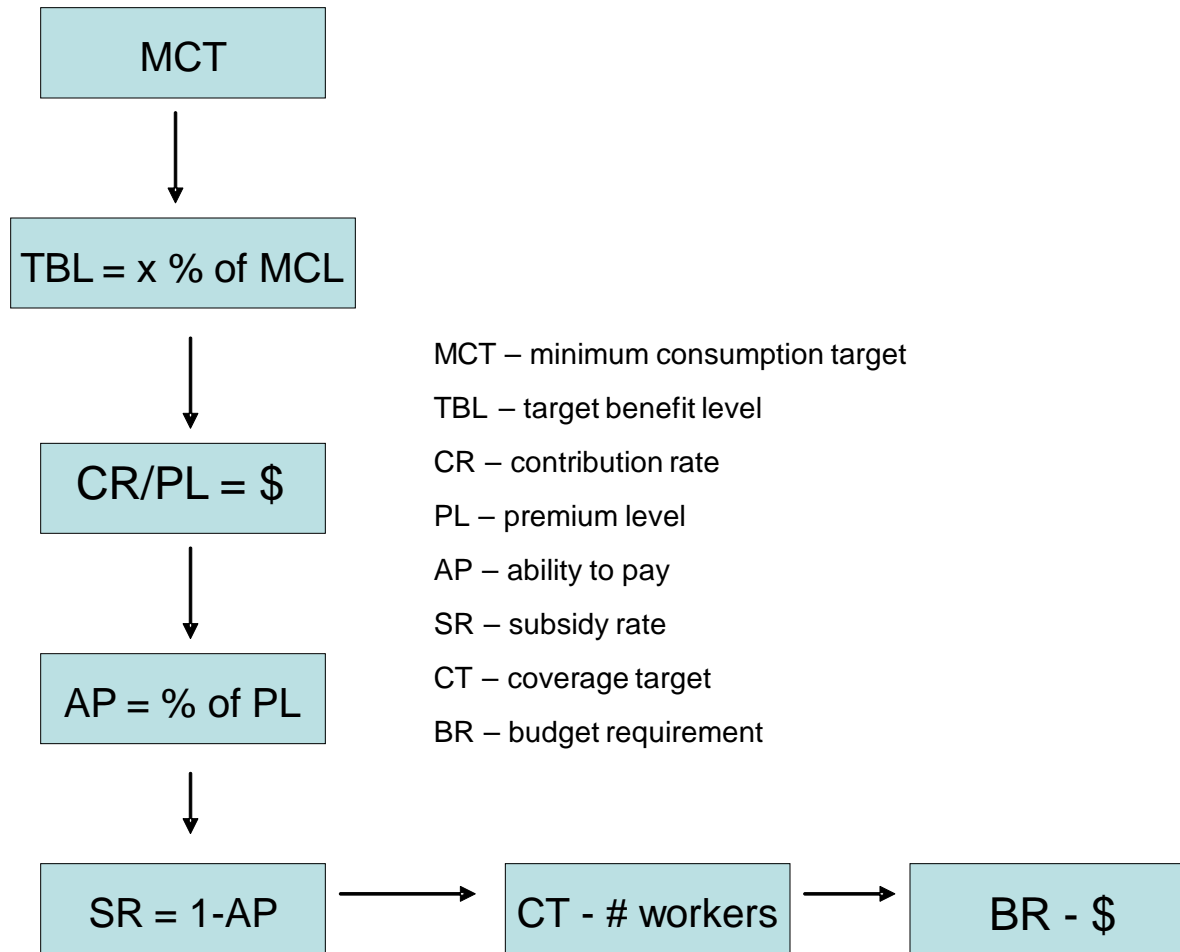 MCT
TBL = x % of MCL
CR/PL = $
AP = % of PL
SR = 1-AP
CT - # workers
BR - $
MCT – minimum consumption target
TBL – target benefit level
CR – contribution rate
PL – premium level
AP – ability to pay
SR – subsidy rate
CT – coverage target
BR – budget requirement